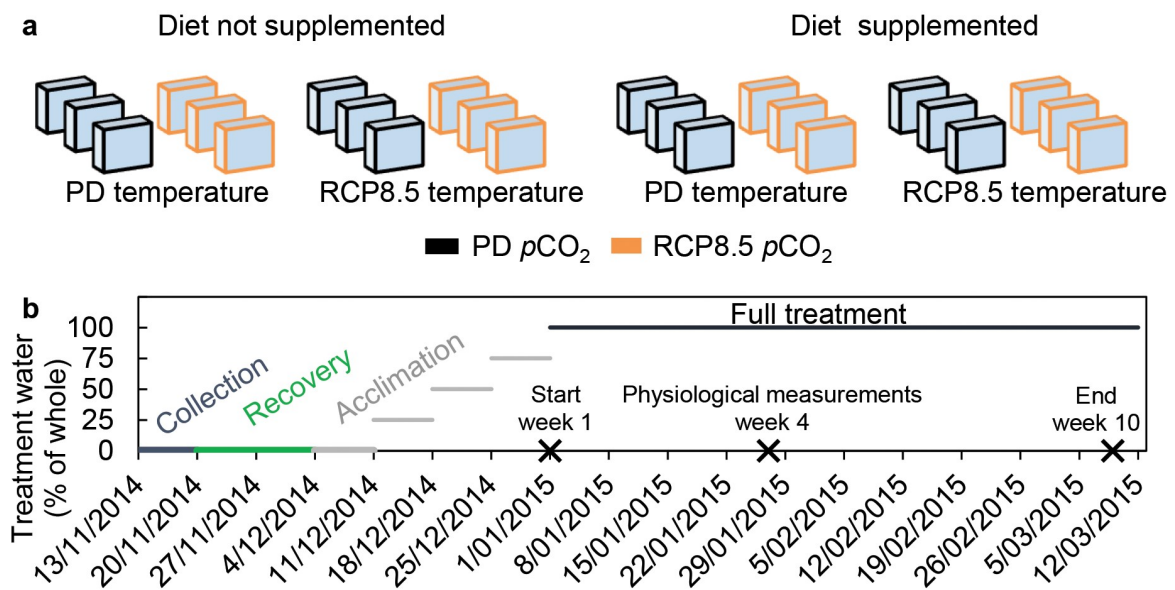 a
Diet not supplemented
Diet supplemented
PD temperature
RCP8.5 temperature
PD temperature
RCP8.5 temperature
PD pCO₂
RCP8.5 pCO₂
b
Treatment water
(% of whole)
100
75
50
25
0
Collection
Recovery
Acclimation
Full treatment
Start
week 1
Physiological measurements
week 4
End
week 10
13/11/2014
20/11/2014
27/11/2014
4/12/2014
11/12/2014
18/12/2014
25/12/2014
1/01/2015
8/01/2015
15/01/2015
22/01/2015
29/01/2015
5/02/2015
12/02/2015
19/02/2015
26/02/2015
5/03/2015
12/03/2015